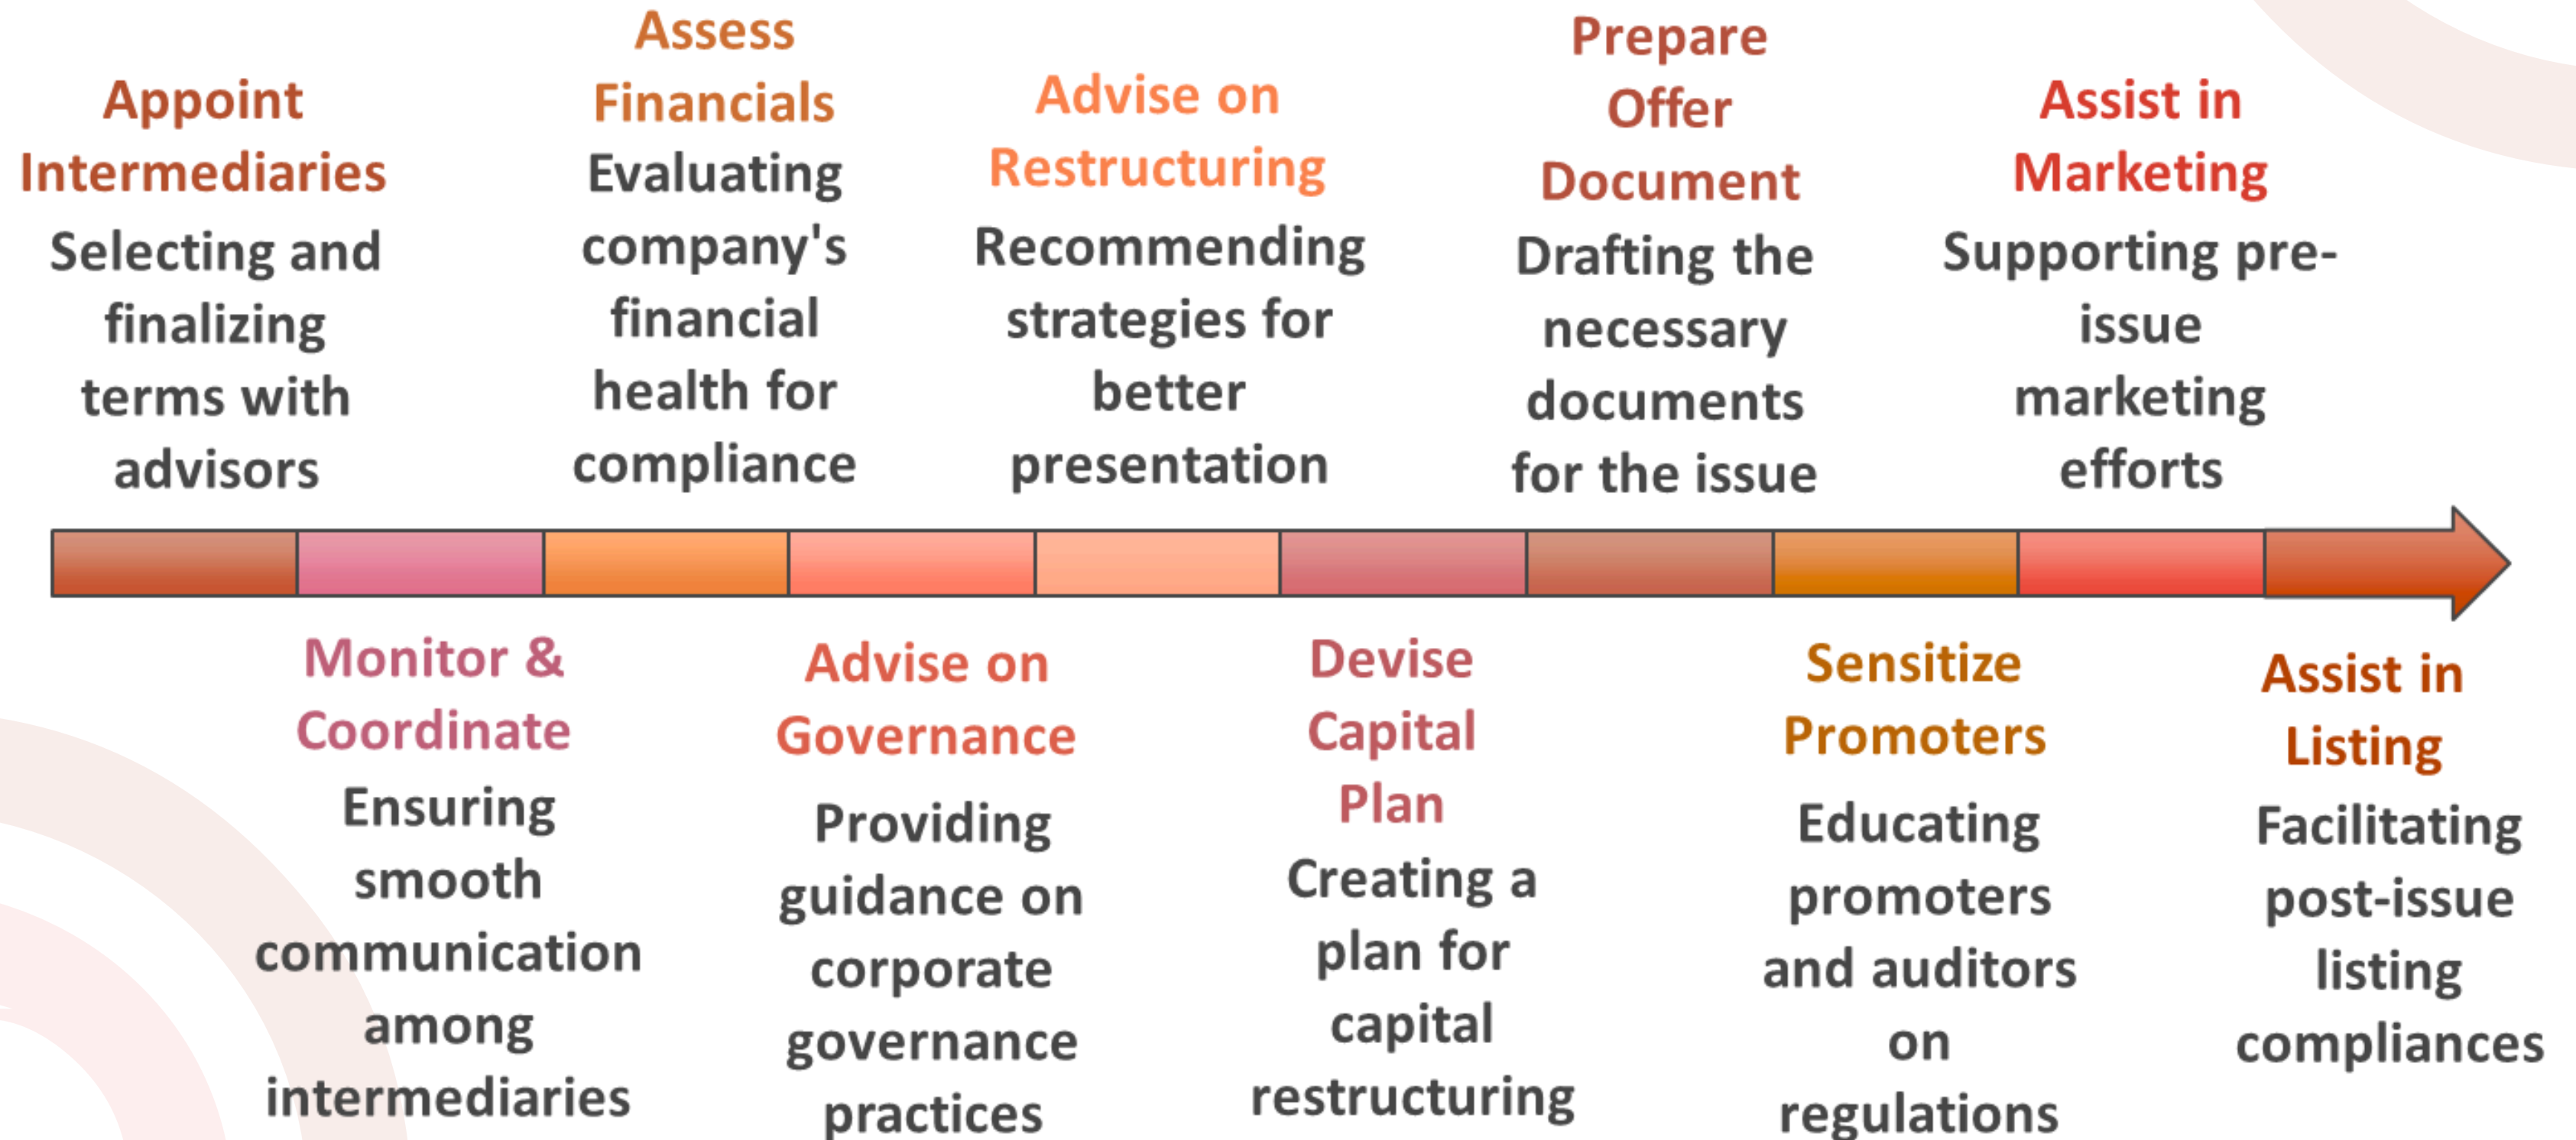 Appoint
Intermediaries
Selecting and
finalizing
terms with
advisors
Assess
Financials
Evaluating
company's
financial
health for
compliance
Advise on
Restructuring
Recommending
strategies for
better
presentation
Prepare
Offer
Document
Drafting the
necessary
documents
for the issue
Assist in
Marketing
Supporting pre-
issue
marketing
efforts
Monitor &
Coordinate
Ensuring
smooth
communication
among
intermediaries
Advise on
Governance
Providing
guidance on
corporate
governance
practices
Devise
Capital
Plan
Creating a
plan for
capital
restructuring
Sensitize
Promoters
Educating
promoters
and auditors
on
regulations
Assist in
Listing
Facilitating
post-issue
listing
compliances